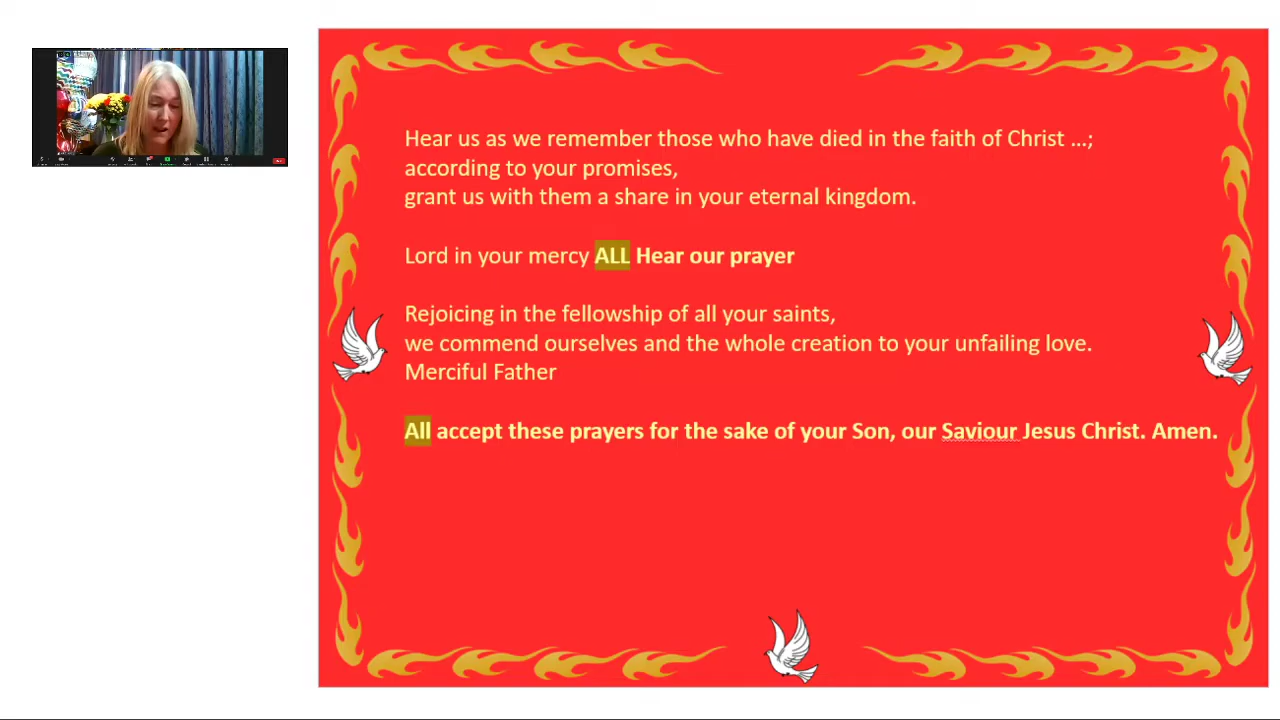 Hear us as we remember those who have died in the faith of Christ ...;
according to your promises,
grant us with them a share in your eternal kingdom.
Lord in your mercy ALL Hear our prayer
Rejoicing in the fellowship of all your saints,
we commend ourselves and the whole creation to your unfailing love.
Merciful Father
All accept these prayers for the sake of your Son, our Saviour Jesus Christ. Amen.